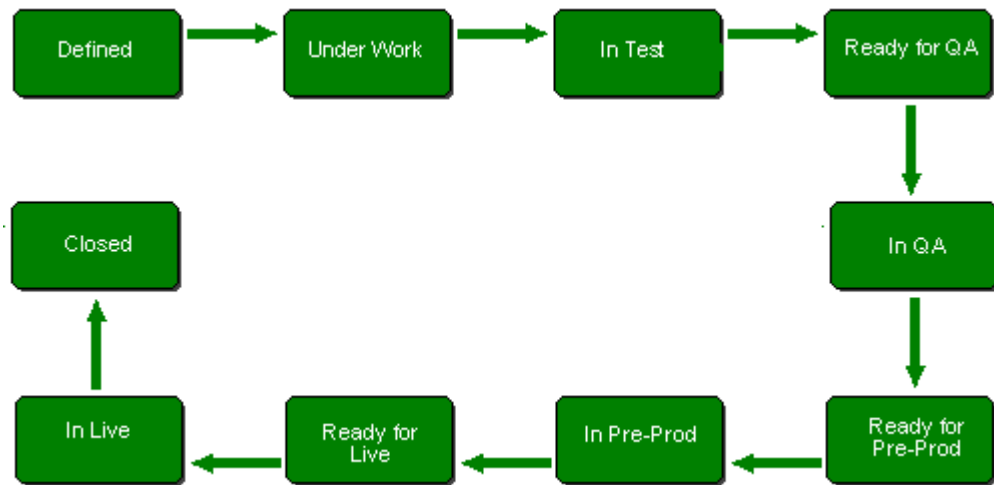 Defined
Under Work
In Test
Ready for QA
In QA
Ready for
Pre-Prod
In Pre-Prod
Ready for
Live
In Live
Closed